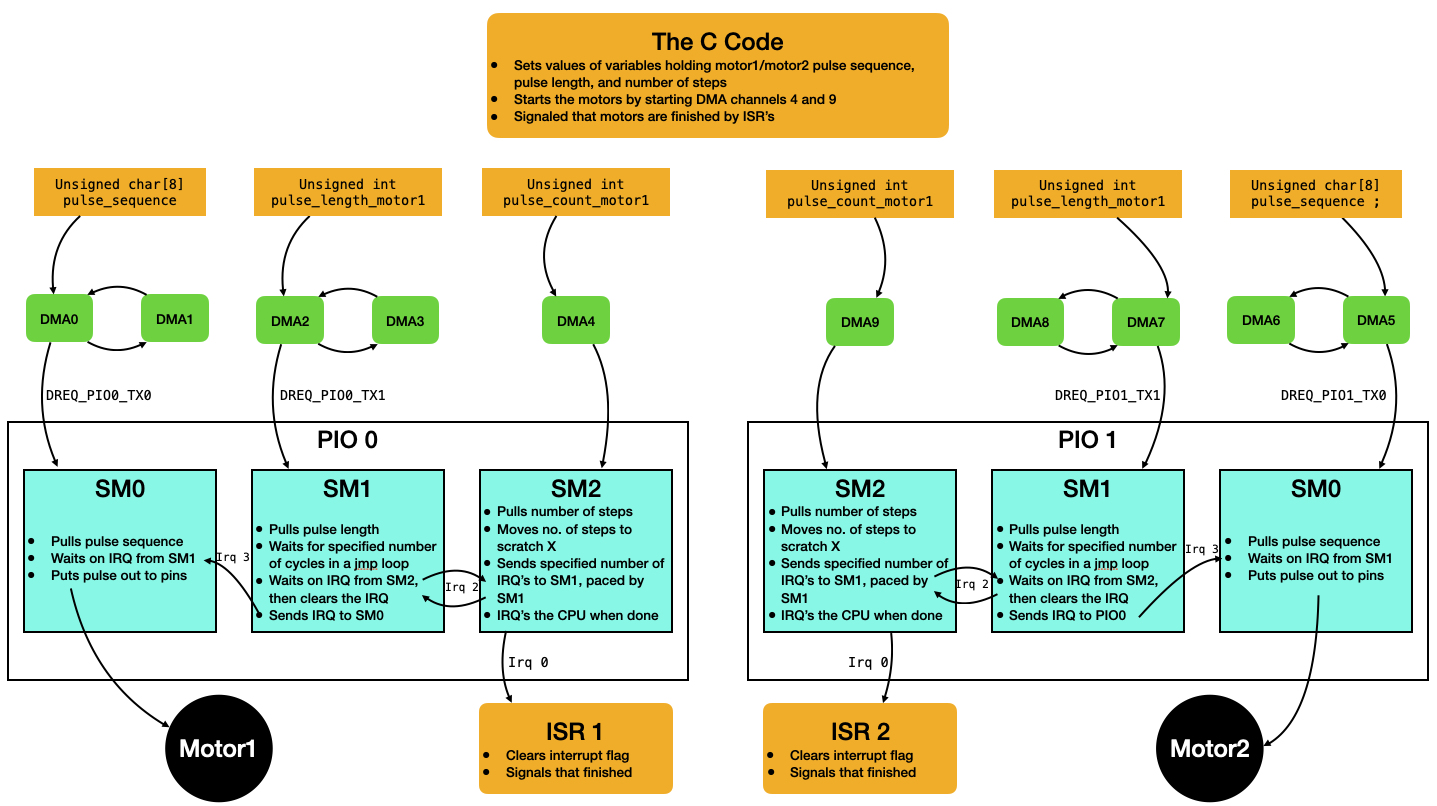 The C Code
● Sets values of variables holding motor1/motor2 pulse sequence,
pulse length, and number of steps
● Starts the motors by starting DMA channels 4 and 9
● Signaled that motors are finished by ISR's
Unsigned char[8]
pulse_sequence
Unsigned int
pulse_length_motor1
Unsigned int
pulse_count_motor1
Unsigned int
pulse_count_motor1
Unsigned int
pulse_length_motor1
Unsigned char[8]
pulse_sequence ;
DMA0
DMA1
DMA2
DMA3
DMA4
DMA9
DMA8
DMA7
DMA6
DMA5
DREQ_PIO0_TX0
DREQ_PIO0_TX1
DREQ_PIO1_TX1
DREQ_PIO1_TX0
PIO 0
SM0
● Pulls pulse sequence
● Waits on IRQ from SM1
● Puts pulse out to pins
Irq 3
SM1
● Pulls pulse length
● Waits for specified number
of cycles in a jmp loop
● Waits on IRQ from SM2,
then clears the IRQ
● Sends IRQ to SM0
Irq 2
SM2
● Pulls number of steps
● Moves no. of steps to
scratch X
● Sends specified number of
IRQ's to SM1, paced by
SM1
● IRQ's the CPU when done
Irq 0
PIO 1
SM2
● Pulls number of steps
● Moves no. of steps to
scratch X
● Sends specified number of
IRQ's to SM1, paced by
SM1
● IRQ's the CPU when done
Irq 2
SM1
● Pulls pulse length
● Waits for specified number
of cycles in a jmp loop
● Waits on IRQ from SM2,
then clears the IRQ
● Sends IRQ to PIO0
Irq 3
SM0
● Pulls pulse sequence
● Waits on IRQ from SM1
● Puts pulse out to pins
Irq 0
Motor1
ISR 1
● Clears interrupt flag
● Signals that finished
ISR 2
● Clears interrupt flag
● Signals that finished
Motor2